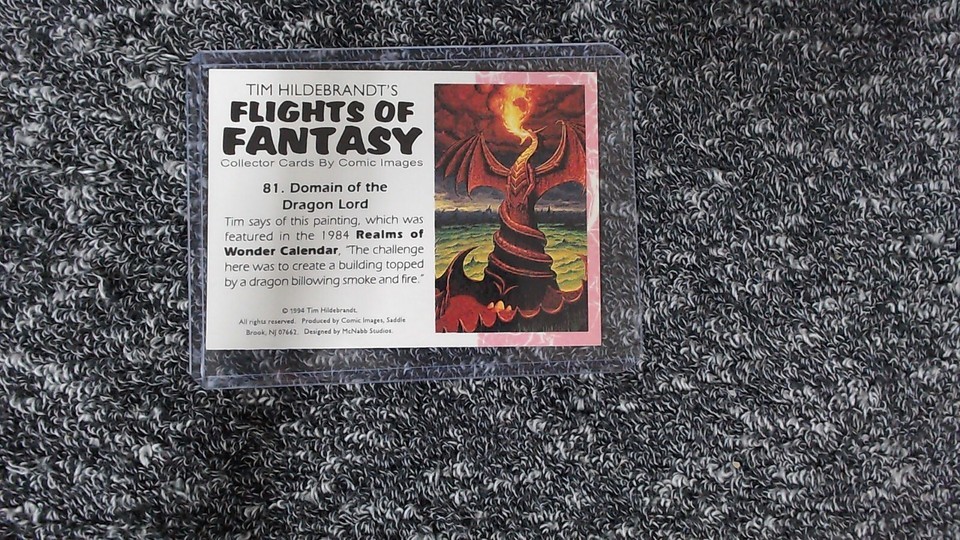 TIM HILDEBRANDT'S
FLIGHTS OF
FANTASY
Collector Cards By Comic Images
81. Domain of the
Dragon Lord
Tim says of this painting, which was
featured in the 1984 Realms of
Wonder Calendar, "The challenge
here was to create a building topped
by a dragon billowing smoke and fire."
© 1994 Tim Hildebrandt.
All rights reserved. Produced by Comic Images, Saddle
Brook, NJ 07662. Designed by McNabb Studios.